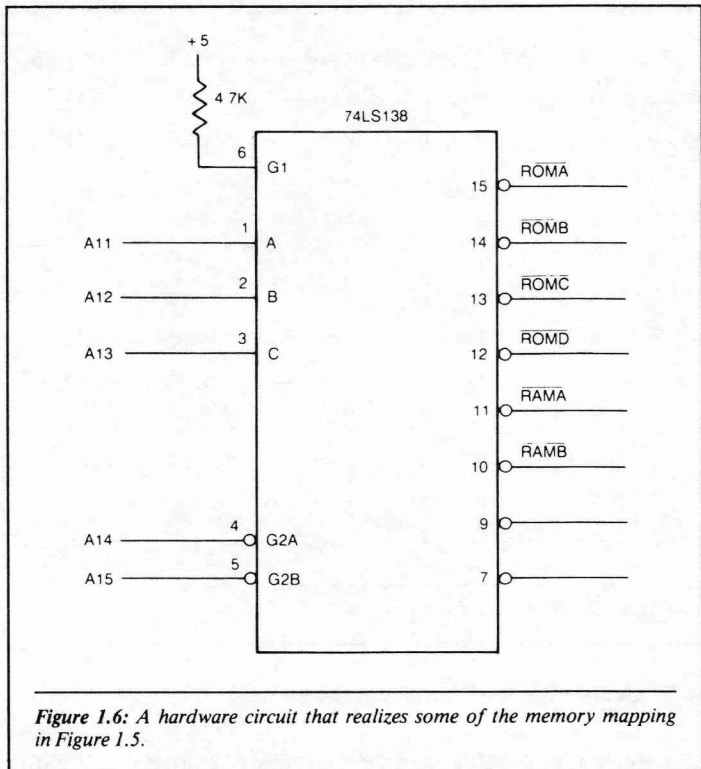 +5
4 7K
74LS138
6
G1
15
ROMA
1
A11
A
14
ROMB
2
A12
B
13
ROMC
3
A13
C
12
ROMD
11
RAMA
10
RAMB
4
A14
G2A
9
5
A15
G2B
7
Figure 1.6: A hardware circuit that realizes some of the memory mapping
in Figure 1.5.